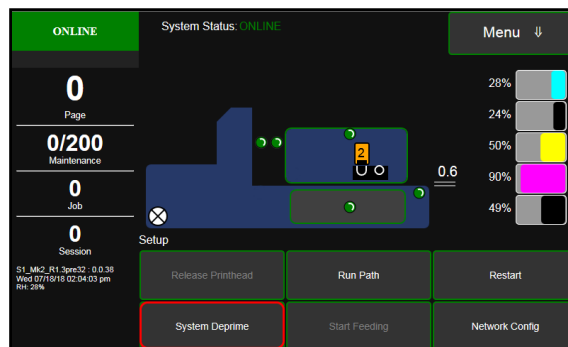 ONLINE
System Status: ONLINE
Menu ⇓
0
Page
0/200
Maintenance
0
Job
0
Session
S1_Mk2_R1.3pre32 : 0.0.38
Wed 07/18/18 02:04:03 pm
RH: 28%
2
0.6
28%
24%
50%
90%
49%
Setup
Release Printhead
Run Path
Restart
System Deprime
Start Feeding
Network Config